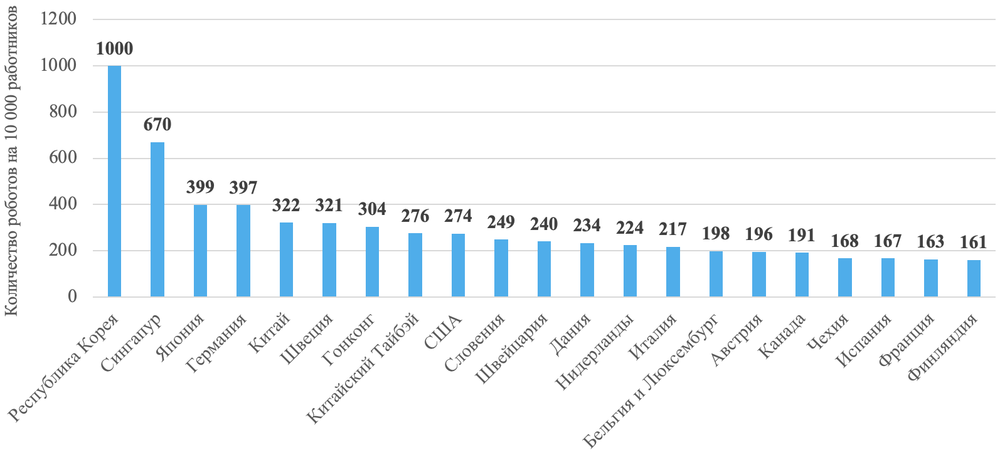 Количество роботов на 10 000 работников
1200
1000
800
600
400
200
0
1000
670
399
397
322
321
304
276
274
249
240
234
224
217
198
196
191
168
167
163
161
Республика Корея
Сингапур
Япония
Германия
Китай
Швеция
Гонконг
Китайский Тайбэй
США
Словения
Швейцария
Дания
Нидерланды
Италия
Бельгия и Люксембург
Австрия
Канада
Чехия
Испания
Франция
Финляндия